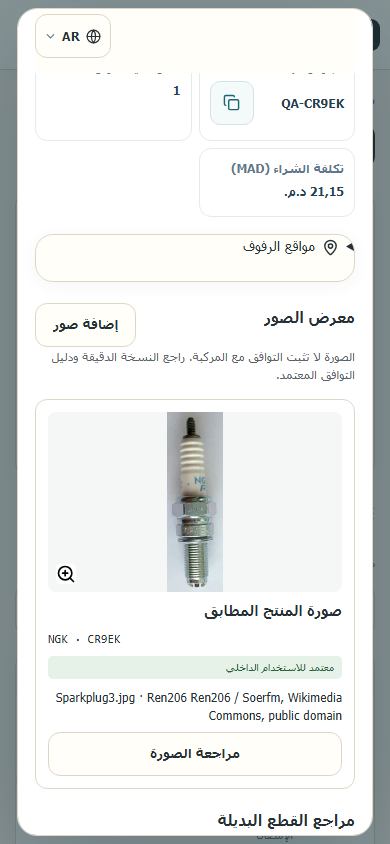 AR
1
QA-CR9EK
تكلفة الشراء (MAD)
21,15 د.م.
مواقع الرفوف
معرض الصور
إضافة صور
الصورة لا تثبت التوافق مع المركبة. راجع النسخة الدقيقة ودليل
التوافق المعتمد.
NG
صورة المنتج المطابق
NGK · CR9EK
معتمد للاستخدام الداخلي
Sparkplug3.jpg · Ren206 Ren206 / Soerfm, Wikimedia
Commons, public domain
مراجعة الصورة
مراجع القطع البديلة